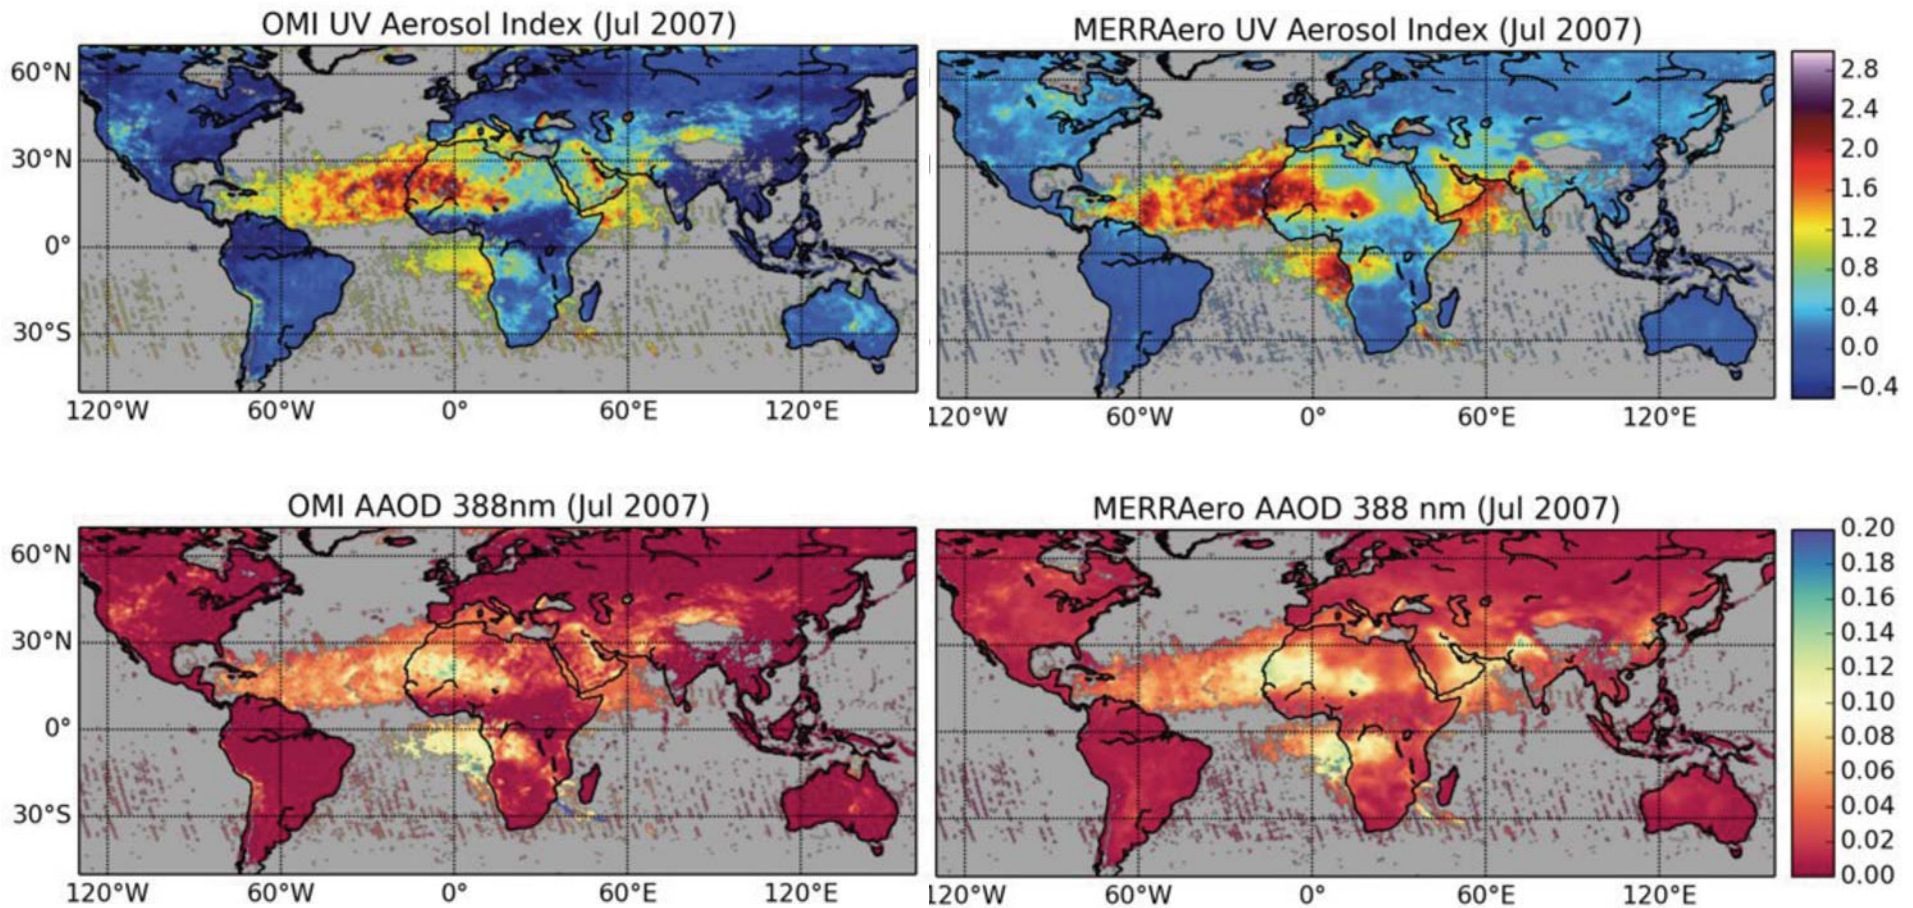 OMI UV Aerosol Index (Jul 2007)
MERRAero UV Aerosol Index (Jul 2007)
60°N
30°N
0°
30°S
120°W 60°W 0° 60°E 120°E
120°W 60°W 0° 60°E 120°E
2.8
2.4
2.0
1.6
1.2
0.8
0.4
0.0
−0.4
OMI AAOD 388nm (Jul 2007)
MERRAero AAOD 388 nm (Jul 2007)
60°N
30°N
0°
30°S
120°W 60°W 0° 60°E 120°E
120°W 60°W 0° 60°E 120°E
0.20
0.18
0.16
0.14
0.12
0.10
0.08
0.06
0.04
0.02
0.00